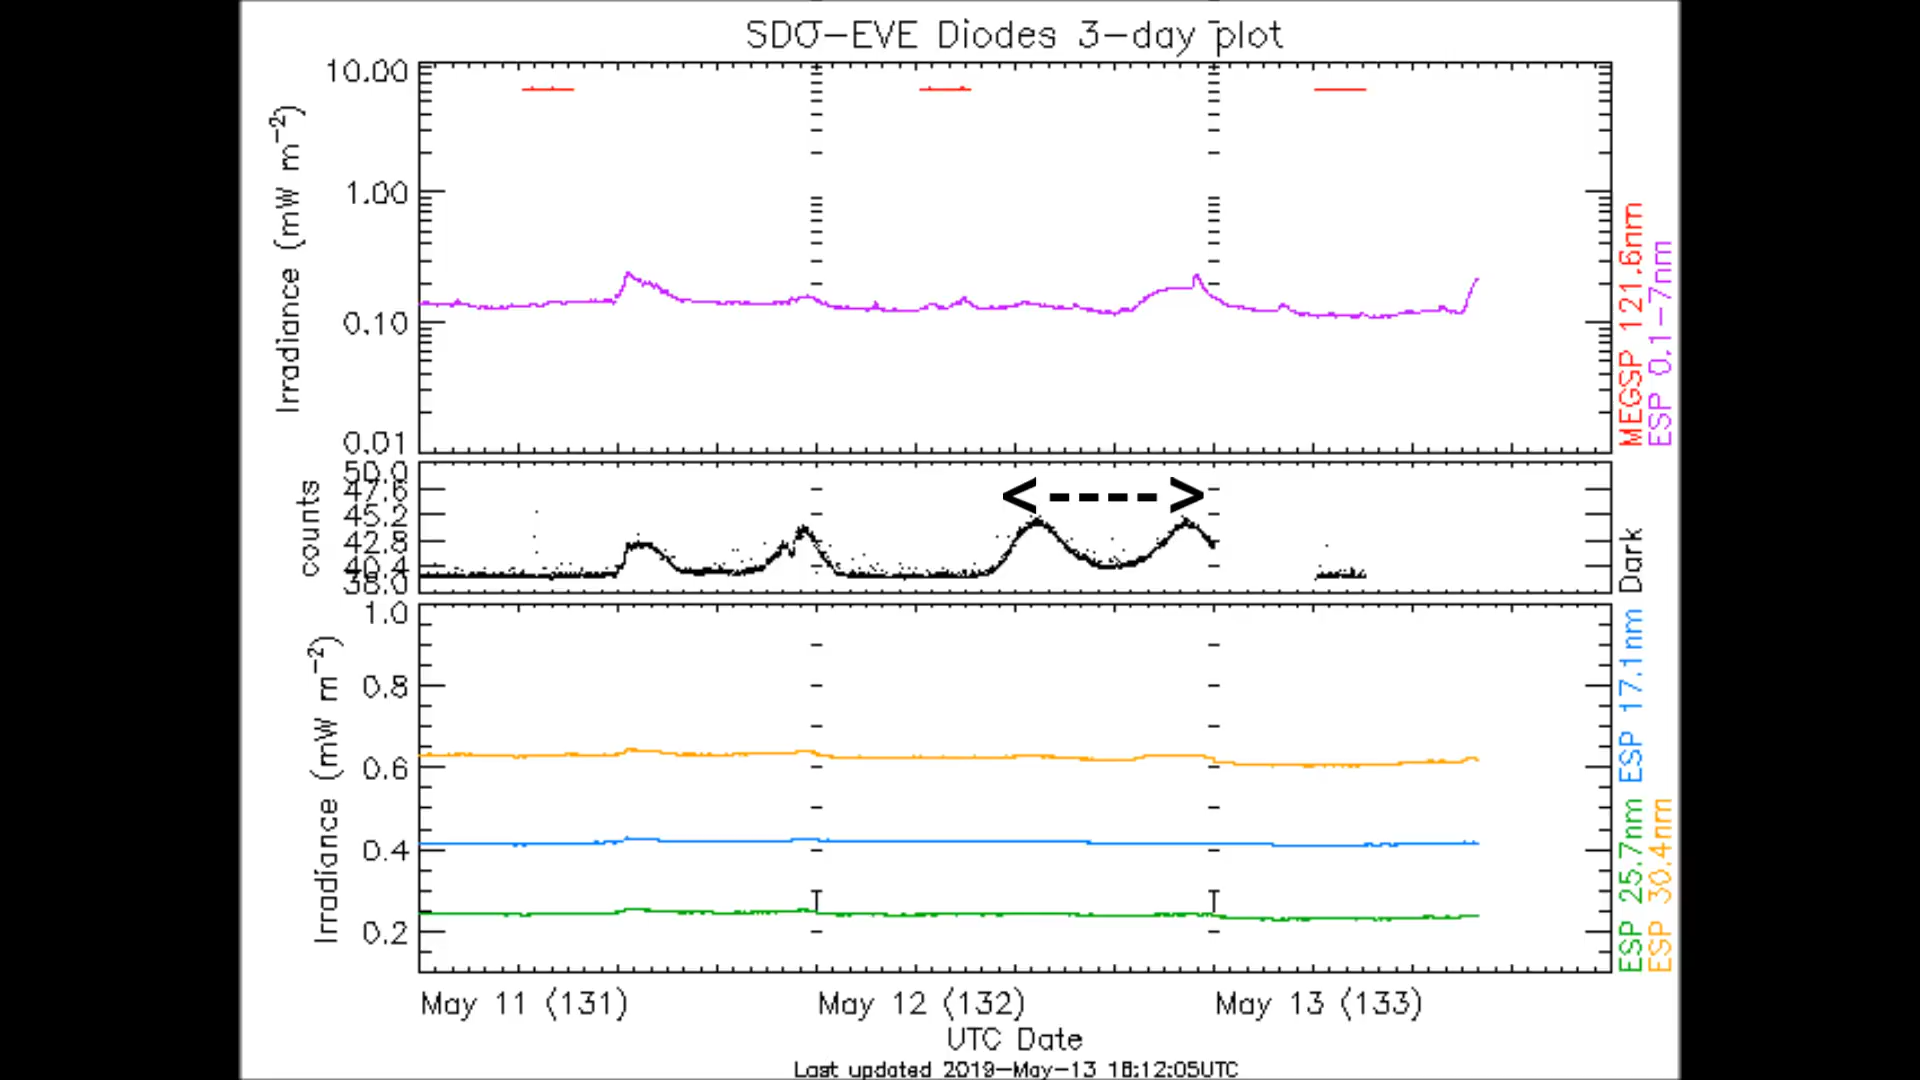 SDO-EVE Diodes 3-day plot
10.00
1.00
0.10
0.01
Irradiance (mW m-2)
MEGSP 121.6nm
ESP 0.1-7nm
50.0
47.6
45.2
42.8
40.4
38.0
counts
<---->
Dark
1.0
0.8
0.6
0.4
0.2
Irradiance (mW m-2)
ESP 17.1nm
ESP 25.7nm
ESP 30.4nm
May 11 (131)
May 12 (132)
May 13 (133)
UTC Date
Last updated 2019-May-13 18:12:05UTC